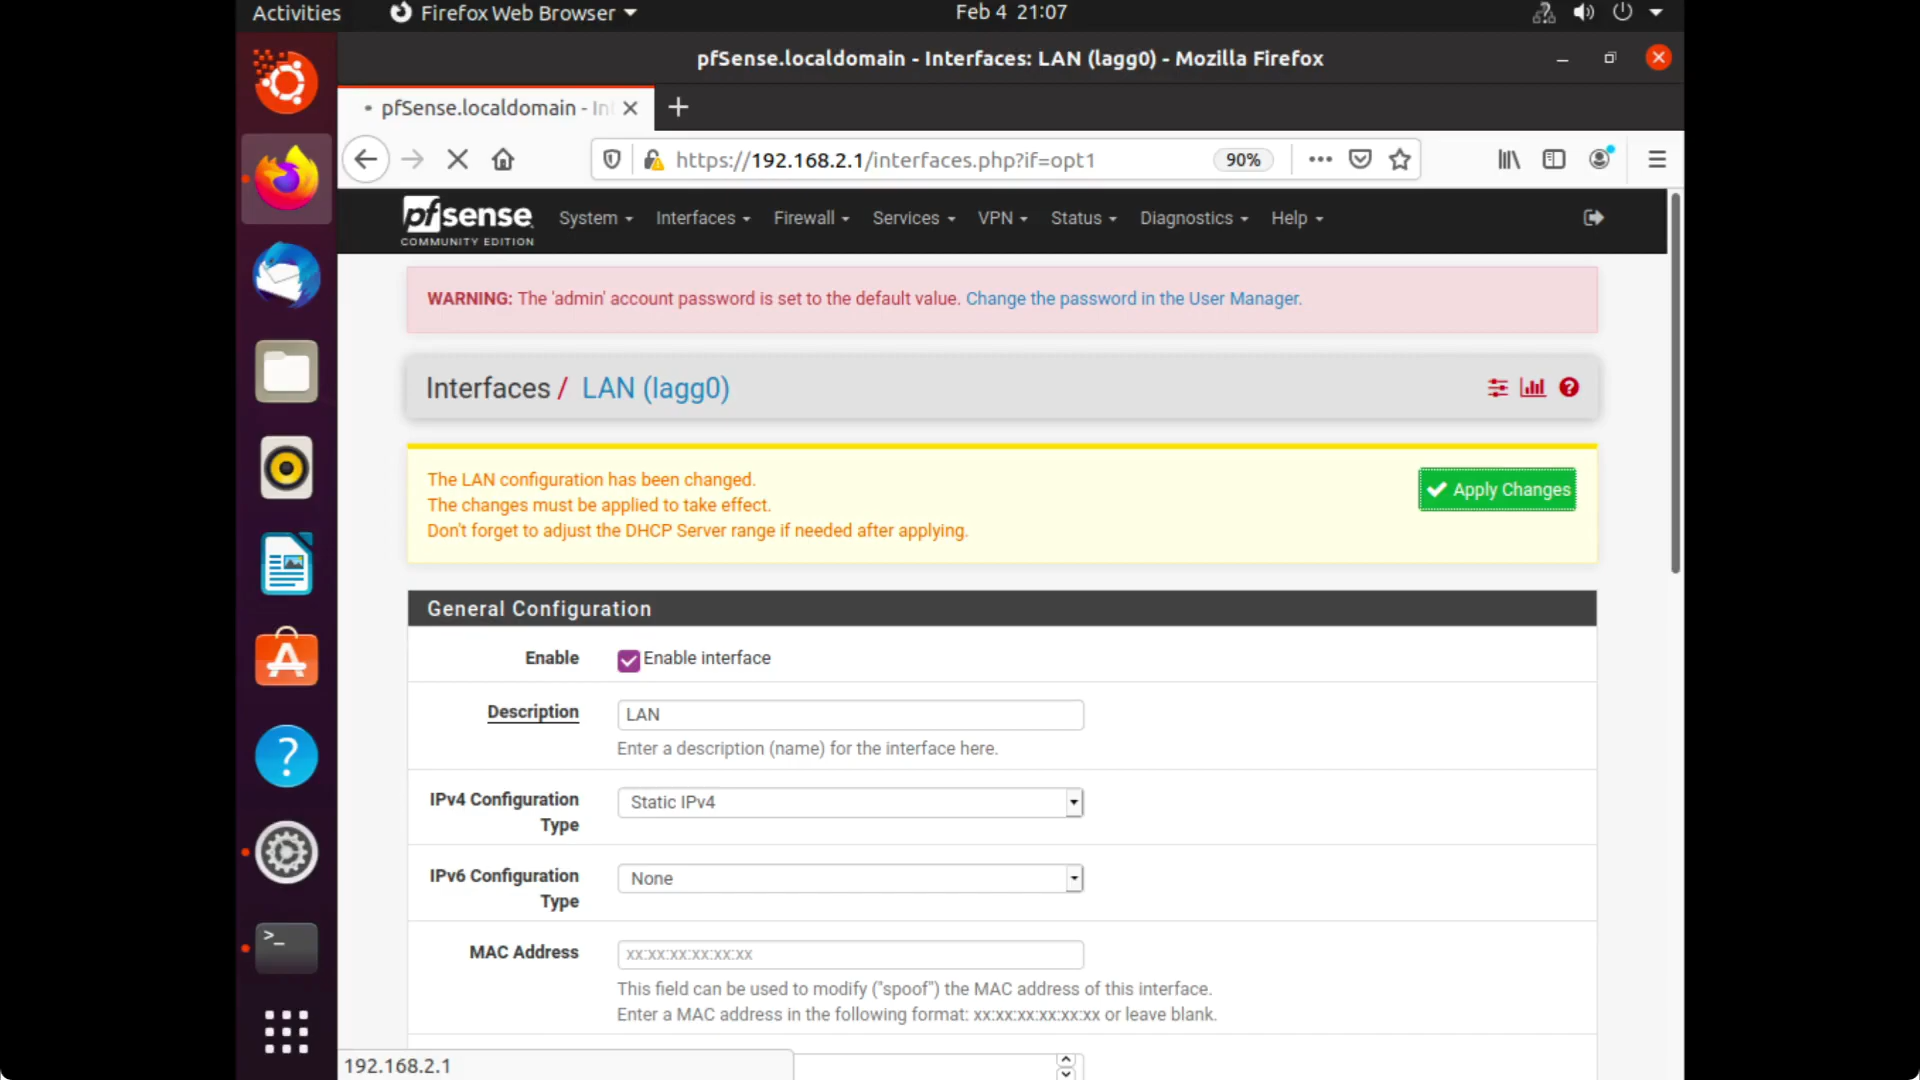 Activities
Firefox Web Browser
Feb 4 21:07
pfSense.localdomain - Interfaces: LAN (lagg0) - Mozilla Firefox
pfSense.localdomain - In
https://192.168.2.1/interfaces.php?if=opt1
90%
pfsense
COMMUNITY EDITION
System
Interfaces
Firewall
Services
VPN
Status
Diagnostics
Help
WARNING: The 'admin' account password is set to the default value. Change the password in the User Manager.
Interfaces / LAN (lagg0)
The LAN configuration has been changed.
The changes must be applied to take effect.
Don't forget to adjust the DHCP Server range if needed after applying.
Apply Changes
General Configuration
Enable
Enable interface
Description
LAN
Enter a description (name) for the interface here.
IPv4 Configuration
Type
Static IPv4
IPv6 Configuration
Type
None
MAC Address
xx:xx:xx:xx:xx:xx
This field can be used to modify ("spoof") the MAC address of this interface.
Enter a MAC address in the following format: xx:xx:xx:xx:xx:xx or leave blank.
192.168.2.1